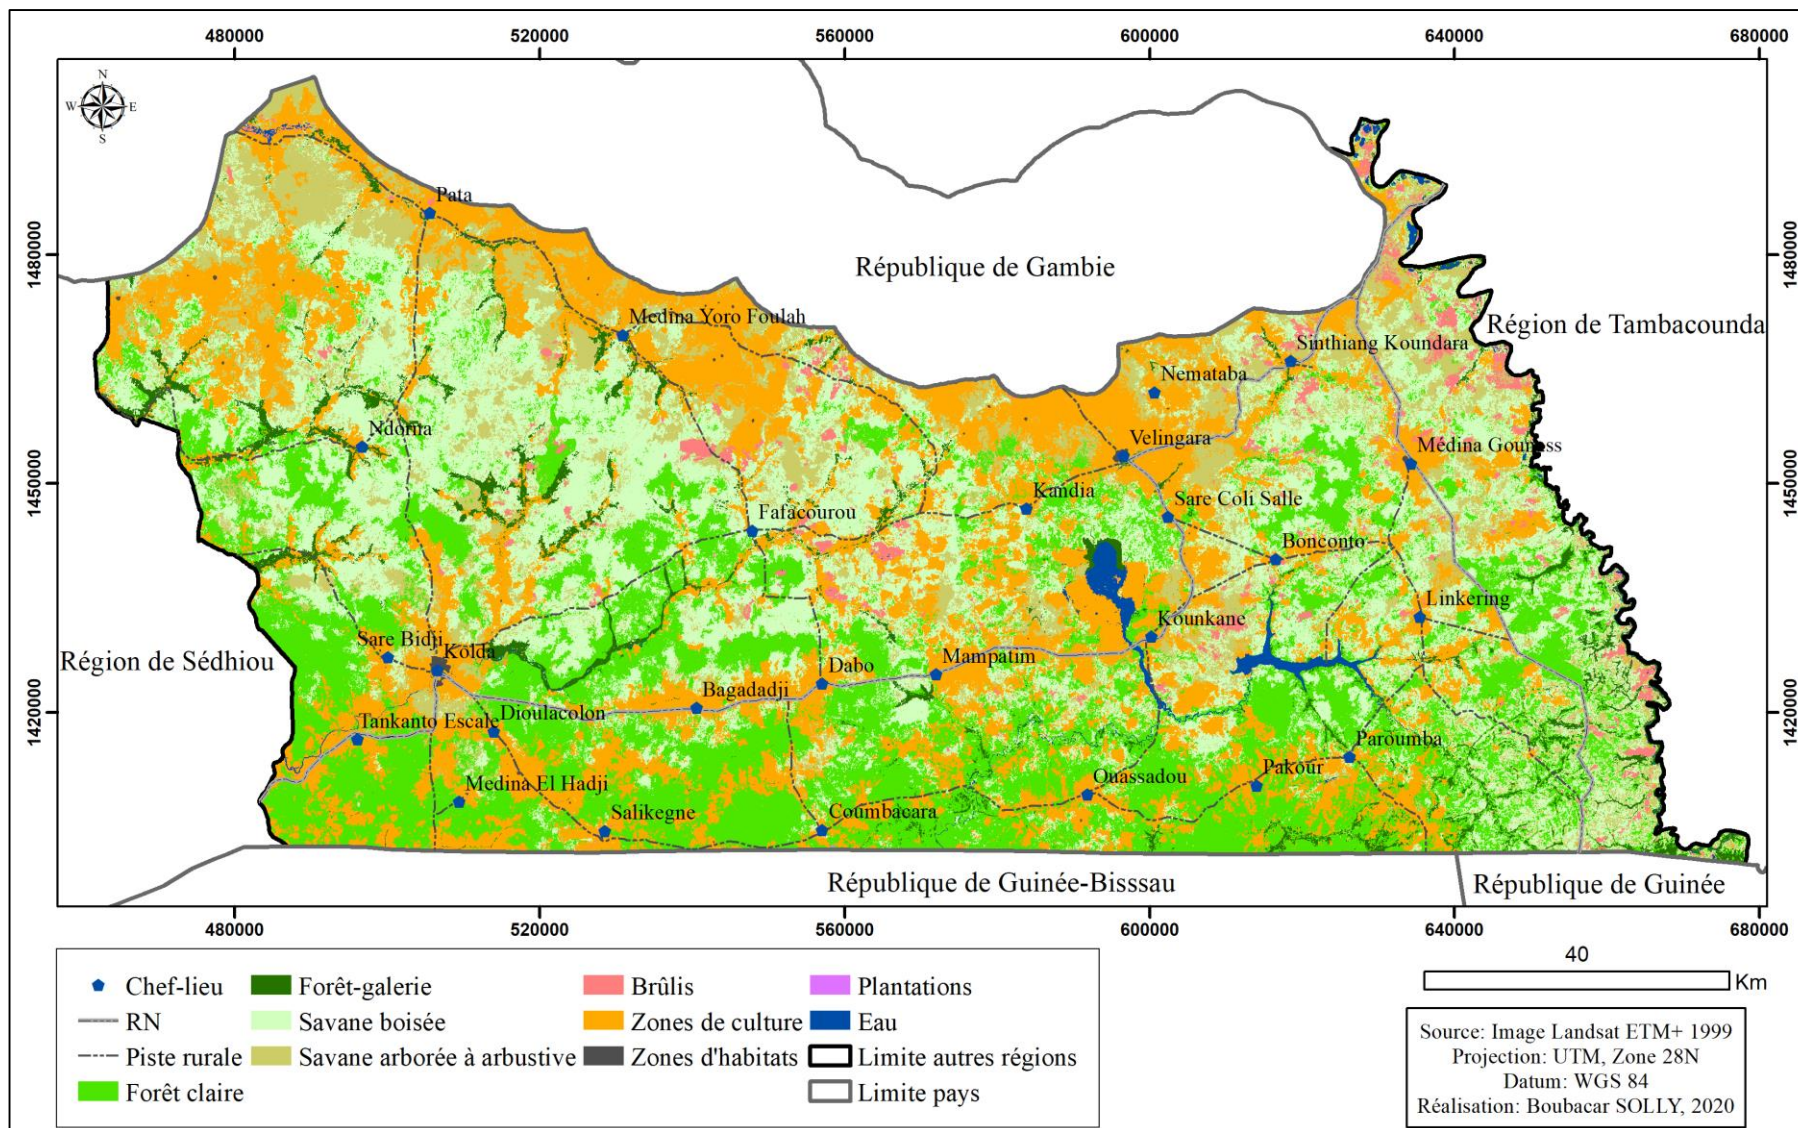 480000 520000 560000 600000 640000 680000
N
W E
S
Pata
1480000 1480000
République de Gambie
Medina Yoro Foulah
Région de Tambacounda
Sinthiang Koundara
Nemataba
Ndorna
Velingara
Médina Gounass
1450000 1450000
Kandia
Sare Coli Salle
Fafacourou
Bonconto
Linkering
Sare Bidji
Kolda
Kounkane
Région de Sédhiou
Dabo
Mampatim
Bagadadji
1420000 1420000
Tankanto Escale
Dioulacolon
Paroumba
Medina El Hadji
Ouassadou
Pakour
Salikegne
Coumbacara
République de Guinée-Bisssau
République de Guinée
480000 520000 560000 600000 640000 680000
Chef-lieu
RN
Piste rurale
Forêt claire
Forêt-galerie
Savane boisée
Savane arborée à arbustive
Brûlis
Zones de culture
Zones d'habitats
Plantations
Eau
Limite autres régions
Limite pays
40
Km
Source: Image Landsat ETM+ 1999
Projection: UTM, Zone 28N
Datum: WGS 84
Réalisation: Boubacar SOLLY, 2020